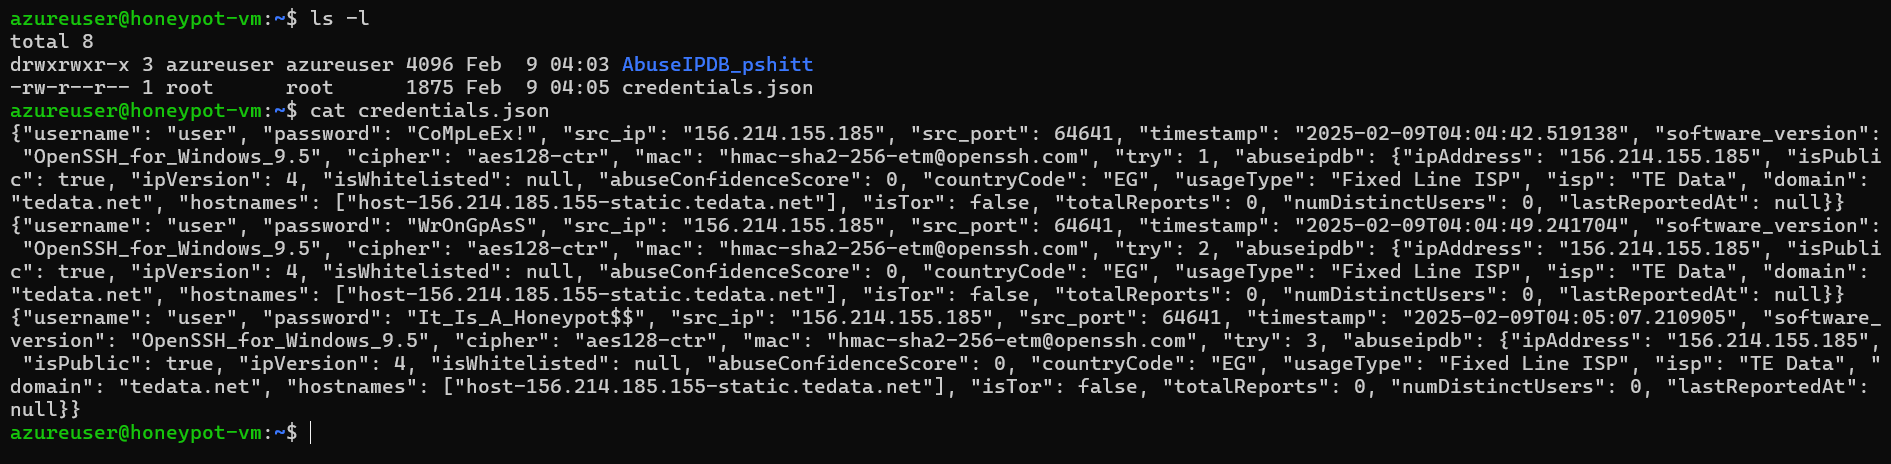 azureuser@honeypot-vm:~$ ls -l
total 8
drwxrwxr-x 3 azureuser azureuser 4096 Feb  9 04:03 AbuseIPDB_pshitt
-rw-r--r-- 1 root      root      1875 Feb  9 04:05 credentials.json
azureuser@honeypot-vm:~$ cat credentials.json
{"username": "user", "password": "CoMpLeEx!", "src_ip": "156.214.155.185", "src_port": 64641, "timestamp": "2025-02-09T04:04:42.519138", "software_version":
 "OpenSSH_for_Windows_9.5", "cipher": "aes128-ctr", "mac": "hmac-sha2-256-etm@openssh.com", "try": 1, "abuseipdb": {"ipAddress": "156.214.155.185", "isPubli
c": true, "ipVersion": 4, "isWhitelisted": null, "abuseConfidenceScore": 0, "countryCode": "EG", "usageType": "Fixed Line ISP", "isp": "TE Data", "domain":
"tedata.net", "hostnames": ["host-156.214.185.155-static.tedata.net"], "isTor": false, "totalReports": 0, "numDistinctUsers": 0, "lastReportedAt": null}}
{"username": "user", "password": "WrOnGpAsS", "src_ip": "156.214.155.185", "src_port": 64641, "timestamp": "2025-02-09T04:04:49.241704", "software_version":
 "OpenSSH_for_Windows_9.5", "cipher": "aes128-ctr", "mac": "hmac-sha2-256-etm@openssh.com", "try": 2, "abuseipdb": {"ipAddress": "156.214.155.185", "isPubli
c": true, "ipVersion": 4, "isWhitelisted": null, "abuseConfidenceScore": 0, "countryCode": "EG", "usageType": "Fixed Line ISP", "isp": "TE Data", "domain":
"tedata.net", "hostnames": ["host-156.214.185.155-static.tedata.net"], "isTor": false, "totalReports": 0, "numDistinctUsers": 0, "lastReportedAt": null}}
{"username": "user", "password": "It_Is_A_Honeypot$$", "src_ip": "156.214.155.185", "src_port": 64641, "timestamp": "2025-02-09T04:05:07.210905", "software_
version": "OpenSSH_for_Windows_9.5", "cipher": "aes128-ctr", "mac": "hmac-sha2-256-etm@openssh.com", "try": 3, "abuseipdb": {"ipAddress": "156.214.155.185",
 "isPublic": true, "ipVersion": 4, "isWhitelisted": null, "abuseConfidenceScore": 0, "countryCode": "EG", "usageType": "Fixed Line ISP", "isp": "TE Data", "
domain": "tedata.net", "hostnames": ["host-156.214.185.155-static.tedata.net"], "isTor": false, "totalReports": 0, "numDistinctUsers": 0, "lastReportedAt":
null}}
azureuser@honeypot-vm:~$